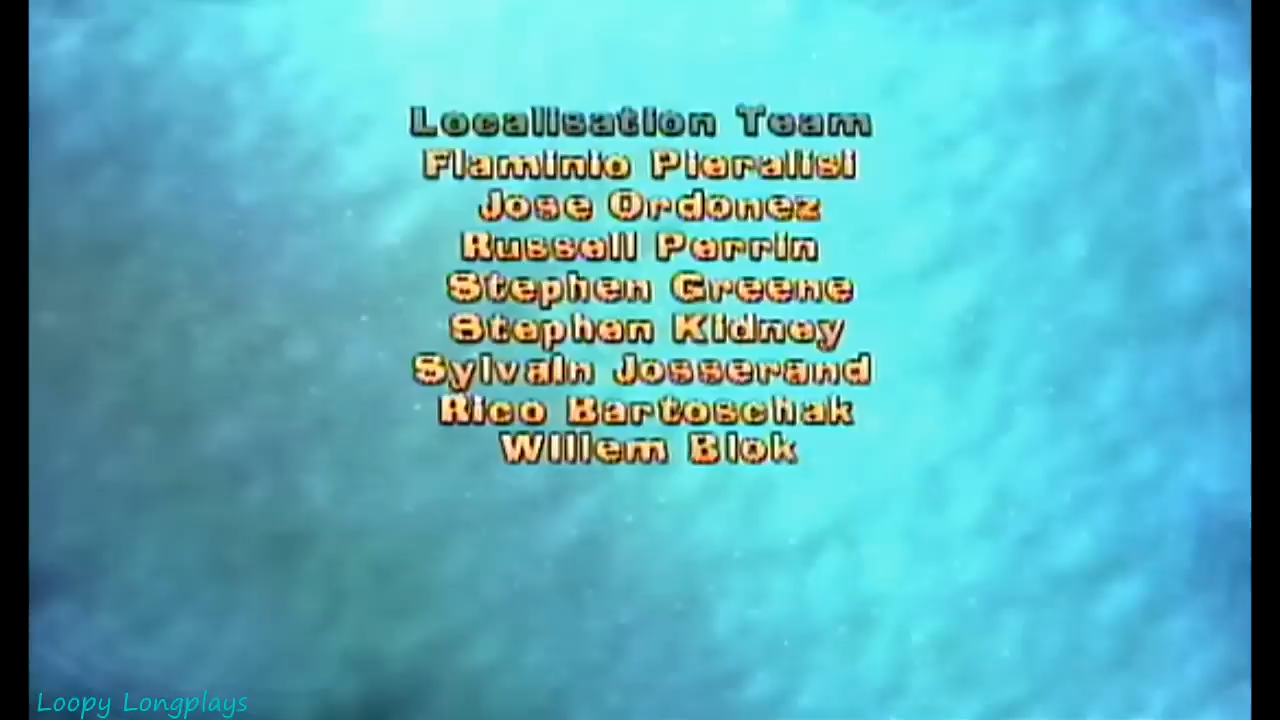 Localisation Team
Flaminio Pieralisi
Jose Ordonez
Russell Perrin
Stephen Greene
Stephen Kidney
Sylvain Josserand
Rico Bartoschak
Willem Blok
Loopy Longplays